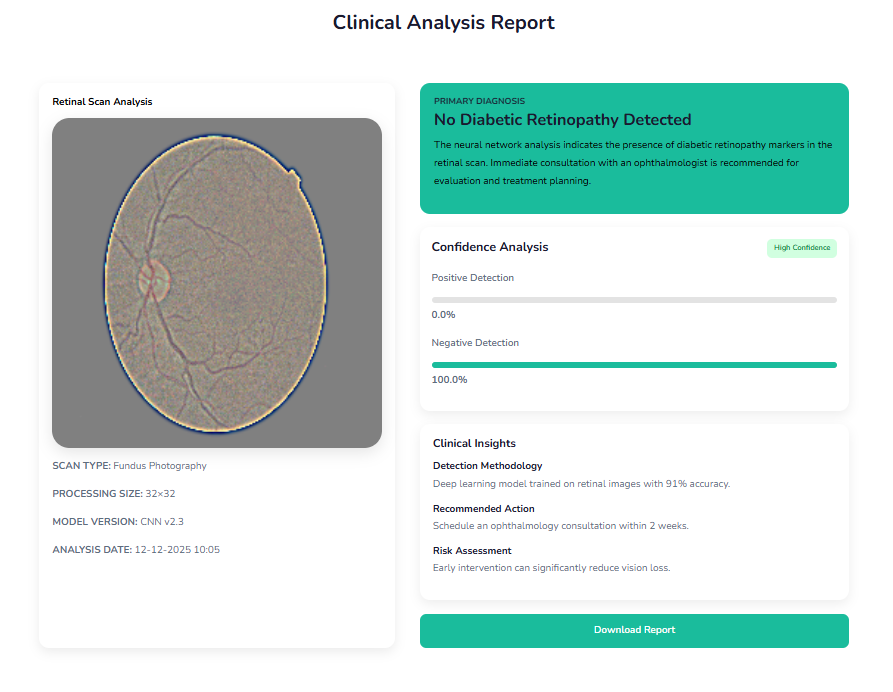 Clinical Analysis Report
Retinal Scan Analysis
SCAN TYPE: Fundus Photography
PROCESSING SIZE: 32×32
MODEL VERSION: CNN v2.3
ANALYSIS DATE: 12-12-2025 10:05
PRIMARY DIAGNOSIS
No Diabetic Retinopathy Detected
The neural network analysis indicates the presence of diabetic retinopathy markers in the
retinal scan. Immediate consultation with an ophthalmologist is recommended for
evaluation and treatment planning.
Confidence Analysis
High Confidence
Positive Detection
0.0%
Negative Detection
100.0%
Clinical Insights
Detection Methodology
Deep learning model trained on retinal images with 91% accuracy.
Recommended Action
Schedule an ophthalmology consultation within 2 weeks.
Risk Assessment
Early intervention can significantly reduce vision loss.
Download Report